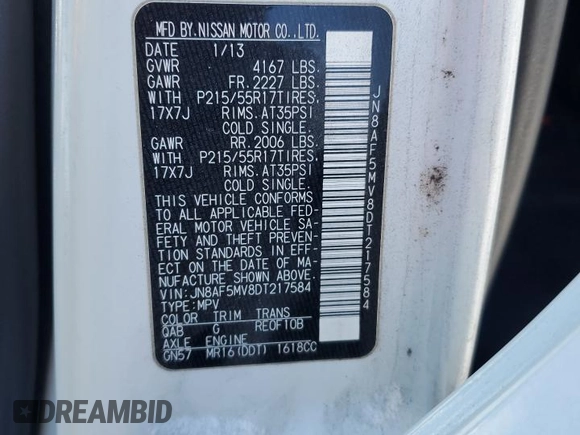 MFD BY.NISSAN MOTOR CO.,LTD.
DATE 1/13
GVWR 4167 LBS.
GAWR FR. 2227 LBS.
WITH P215/55R17TIRES.
17X7J RIMS. AT35PSI
COLD SINGLE.
GAWR RR. 2006 LBS.
WITH P215/55R17TIRES.
17X7J RIMS. AT35PSI
COLD SINGLE.
THIS VEHICLE CONFORMS
TO ALL APPLICABLE FED-
ERAL MOTOR VEHICLE SA-
FETY AND THEFT PREVEN-
TION STANDARDS IN EFF-
ECT ON THE DATE OF MA-
NUFACTURE SHOWN ABOVE.
VIN:JN8AF5MV8DT217584
TYPE:MPV
COLOR TRIM TRANS
QAB G RE0F10B
AXLE ENGINE
GN57 MR16(DDT) 1618CC
JN8AF5MV8DT217584
DREAMBID